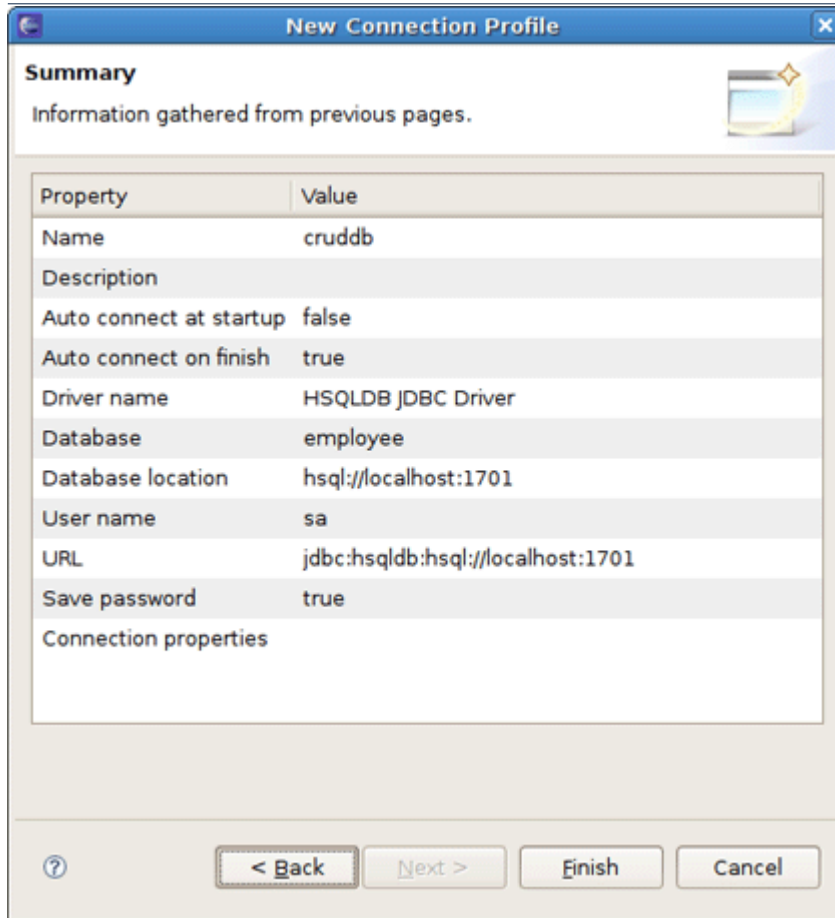 New Connection Profile
Summary
Information gathered from previous pages.
Property Value
Name cruddb
Description
Auto connect at startup false
Auto connect on finish true
Driver name HSQLDB JDBC Driver
Database employee
Database location hsql://localhost:1701
User name sa
URL jdbc:hsqldb:hsql://localhost:1701
Save password true
Connection properties
? < Back Next > Finish Cancel